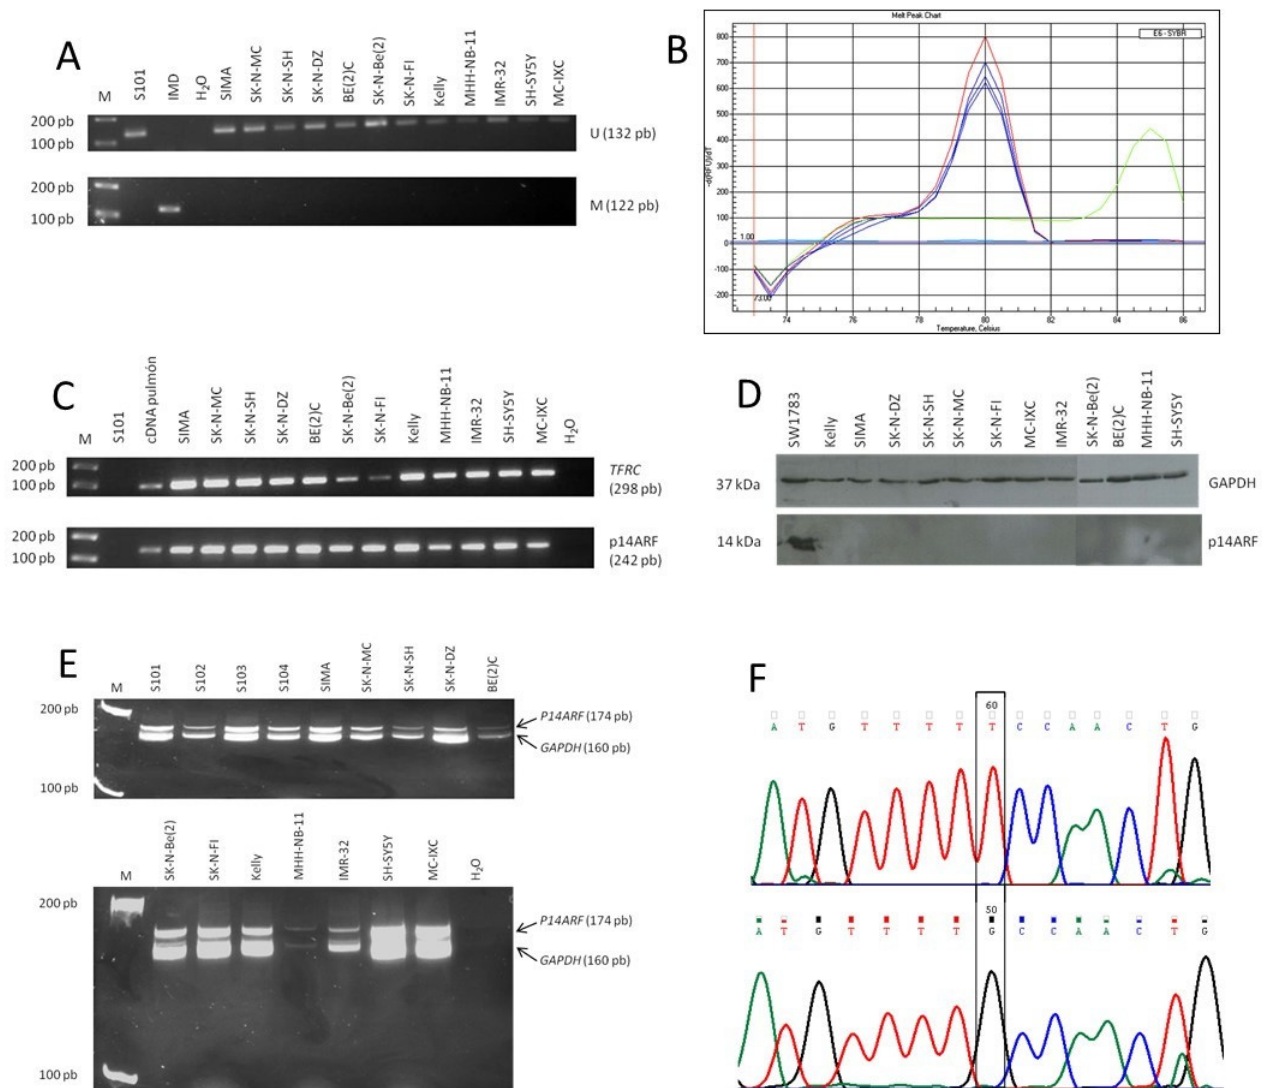 A
M
S101
IMD
H2O
SIMA
SK-N-MC
SK-N-SH
SK-N-DZ
BE(2)C
SK-N-Be(2)
SK-N-FI
Kelly
MHH-NB-11
IMR-32
SH-SY5Y
MC-IXC
200 pb
100 pb
U (132 pb)
200 pb
100 pb
M (122 pb)
B
Melt Peak Chart
E6 - SYBR
-d(RFU)/dT
800
700
600
500
400
300
200
100
0
-100
-200
1.00
73.00
74 76 78 80 82 84 86
Temperature, Celsius
C
M
S101
cDNA pulmón
SIMA
SK-N-MC
SK-N-SH
SK-N-DZ
BE(2)C
SK-N-Be(2)
SK-N-FI
Kelly
MHH-NB-11
IMR-32
SH-SY5Y
MC-IXC
H2O
200 pb
100 pb
TFRC
(298 pb)
200 pb
100 pb
p14ARF
(242 pb)
D
SW1783
Kelly
SIMA
SK-N-DZ
SK-N-SH
SK-N-MC
SK-N-FI
MC-IXC
IMR-32
SK-N-Be(2)
BE(2)C
MHH-NB-11
SH-SY5Y
37 kDa
GAPDH
14 kDa
p14ARF
E
M
S101
S102
S103
S104
SIMA
SK-N-MC
SK-N-SH
SK-N-DZ
BE(2)C
200 pb
100 pb
P14ARF (174 pb)
GAPDH (160 pb)
M
SK-N-Be(2)
SK-N-FI
Kelly
MHH-NB-11
IMR-32
SH-SY5Y
MC-IXC
H2O
200 pb
100 pb
P14ARF (174 pb)
GAPDH (160 pb)
F
60
A T G T T T T T C C A A C T G
50
A T G T T T T G C C A A C T G